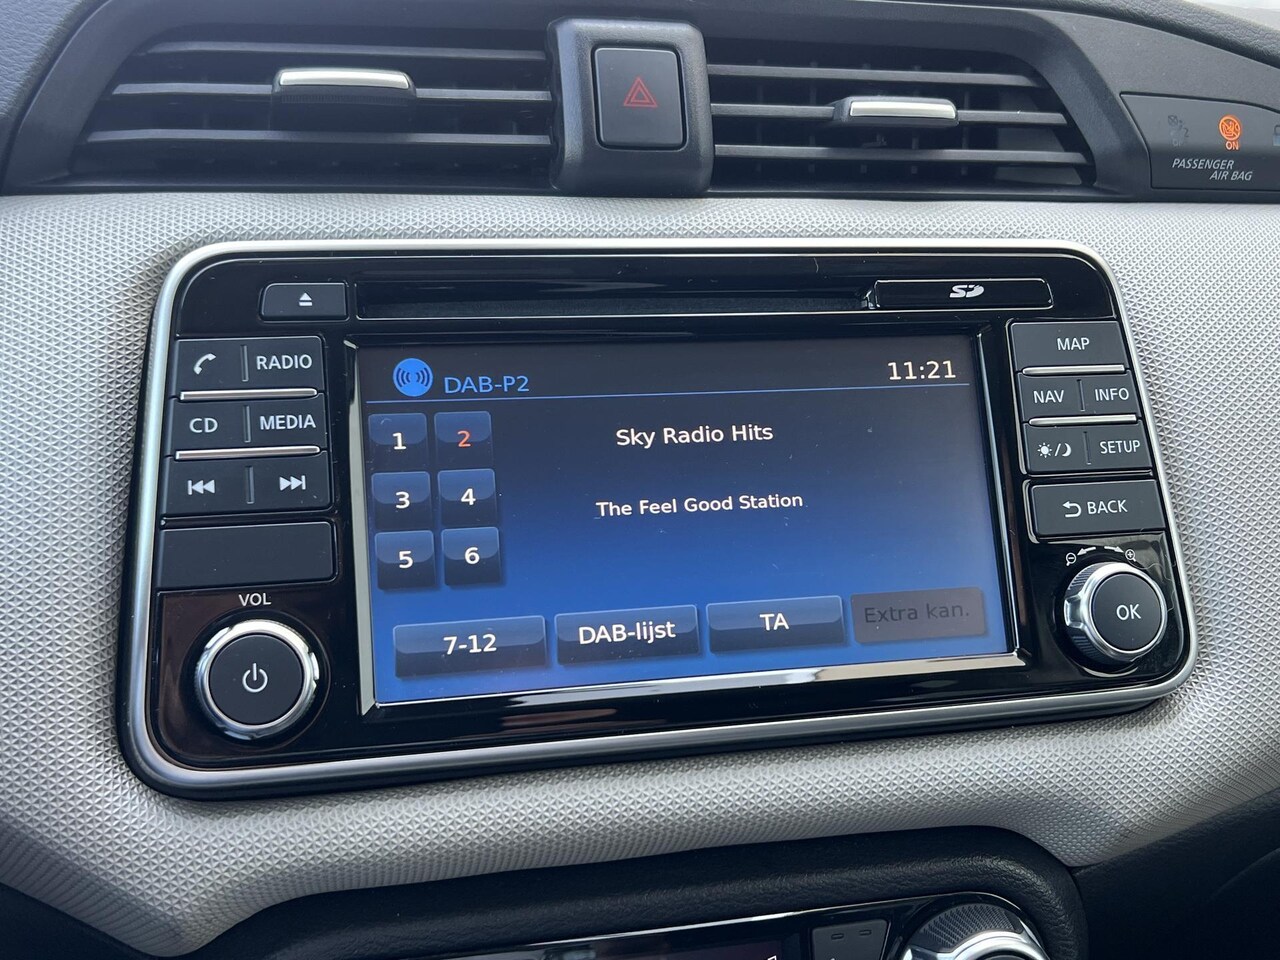 ON
PASSENGER
AIR BAG
SD
RADIO
CD
MEDIA
VOL
DAB-P2
11:21
1
2
3
4
5
6
Sky Radio Hits
The Feel Good Station
7-12
DAB-lijst
TA
Extra kan.
MAP
NAV
INFO
SETUP
BACK
OK